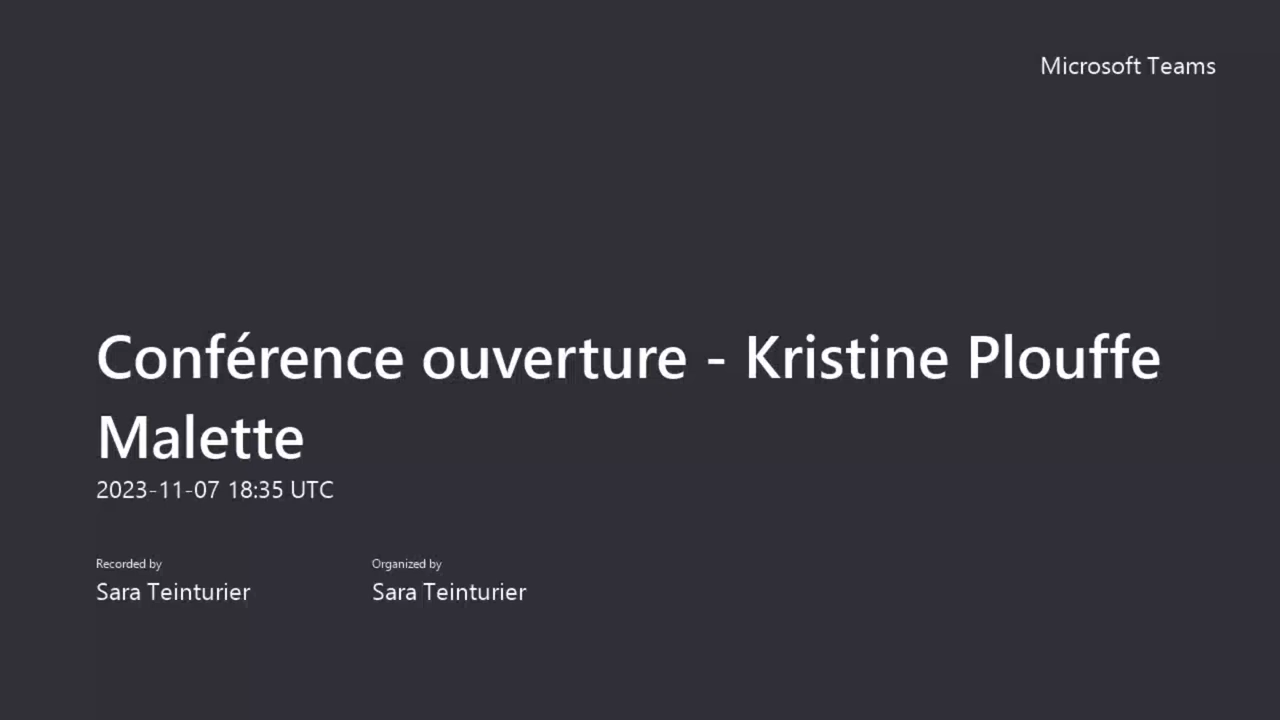 Microsoft Teams
Conférence ouverture - Kristine Plouffe
Malette
2023-11-07 18:35 UTC
Recorded by
Sara Teinturier
Organized by
Sara Teinturier